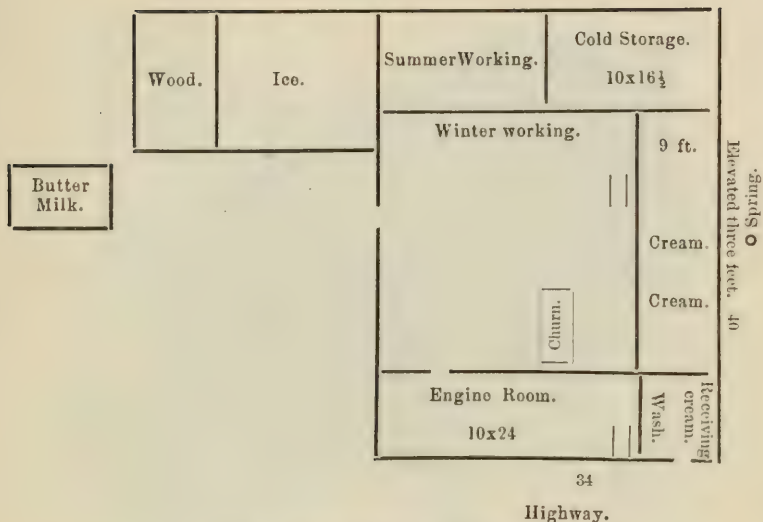 Wood.
Ice.
SummerWorking.
Cold Storage.
10x16½
Winter working.
9 ft.
Butter
Milk.
Cream.
Cream.
Churn.
Elevated three feet. 40
Spring.
Engine Room.
10x24
Wash.
Receiving
cream.
34
Highway.